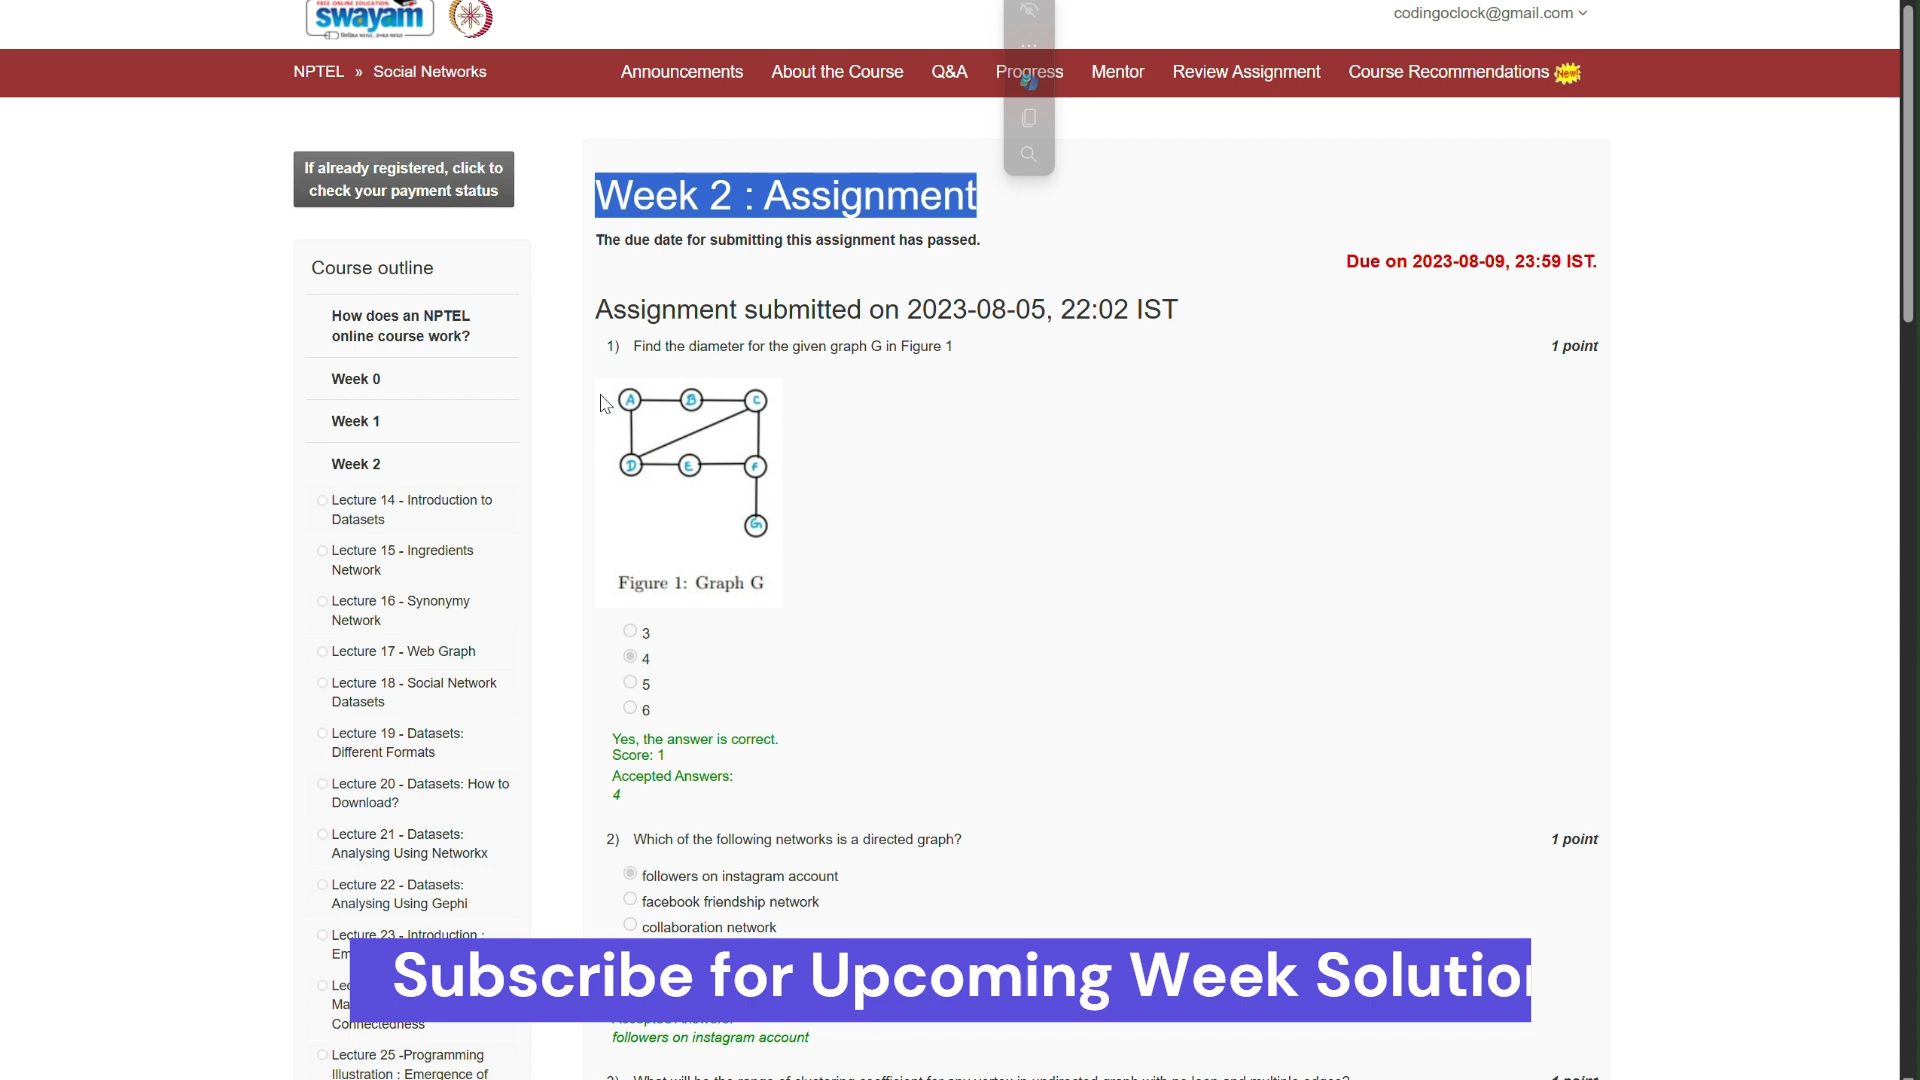 FREE ONLINE EDUCATION
swayam
codingoclock@gmail.com
NPTEL » Social Networks
Announcements About the Course Q&A Progress Mentor Review Assignment Course Recommendations New!
If already registered, click to
check your payment status
Course outline
How does an NPTEL
online course work?
Week 0
Week 1
Week 2
Lecture 14 - Introduction to
Datasets
Lecture 15 - Ingredients
Network
Lecture 16 - Synonymy
Network
Lecture 17 - Web Graph
Lecture 18 - Social Network
Datasets
Lecture 19 - Datasets:
Different Formats
Lecture 20 - Datasets: How to
Download?
Lecture 21 - Datasets:
Analysing Using Networkx
Lecture 22 - Datasets:
Analysing Using Gephi
Lecture 23 - Introduction :
Connectedness
Lecture 25 -Programming
Illustration : Emergence of
Week 2 : Assignment
The due date for submitting this assignment has passed.
Due on 2023-08-09, 23:59 IST.
Assignment submitted on 2023-08-05, 22:02 IST
1) Find the diameter for the given graph G in Figure 1 1 point
A B C
D E F
G
Figure 1: Graph G
3
4
5
6
Yes, the answer is correct.
Score: 1
Accepted Answers:
4
2) Which of the following networks is a directed graph? 1 point
followers on instagram account
facebook friendship network
collaboration network
Subscribe for Upcoming Week Solution
followers on instagram account